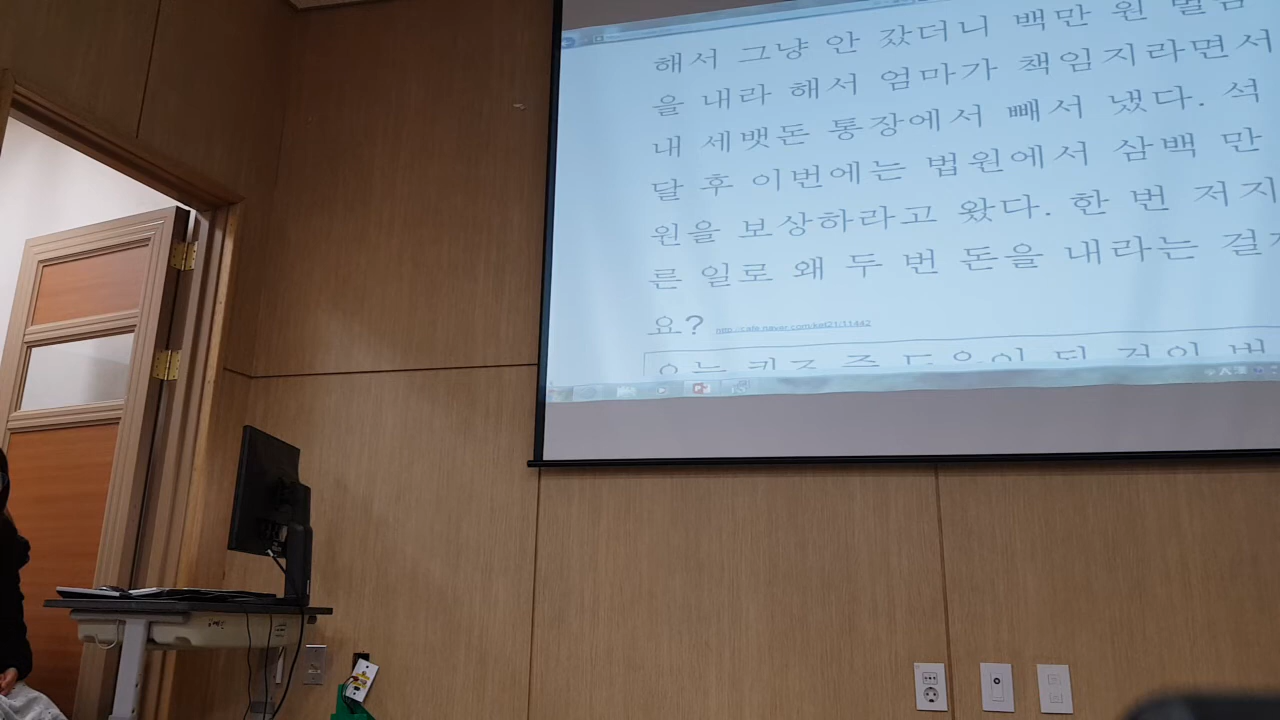 해서 그냥 안 갔더니 백만 원 벌금
을 내라 해서 엄마가 책임지라면서
내 세뱃돈 통장에서 빼서 냈다. 석
달 후 이번에는 법원에서 삼백 만
원을 보상하라고 왔다. 한 번 저지
른 일로 왜 두 번 돈을 내라는 걸까
요? http://cafe.naver.com/